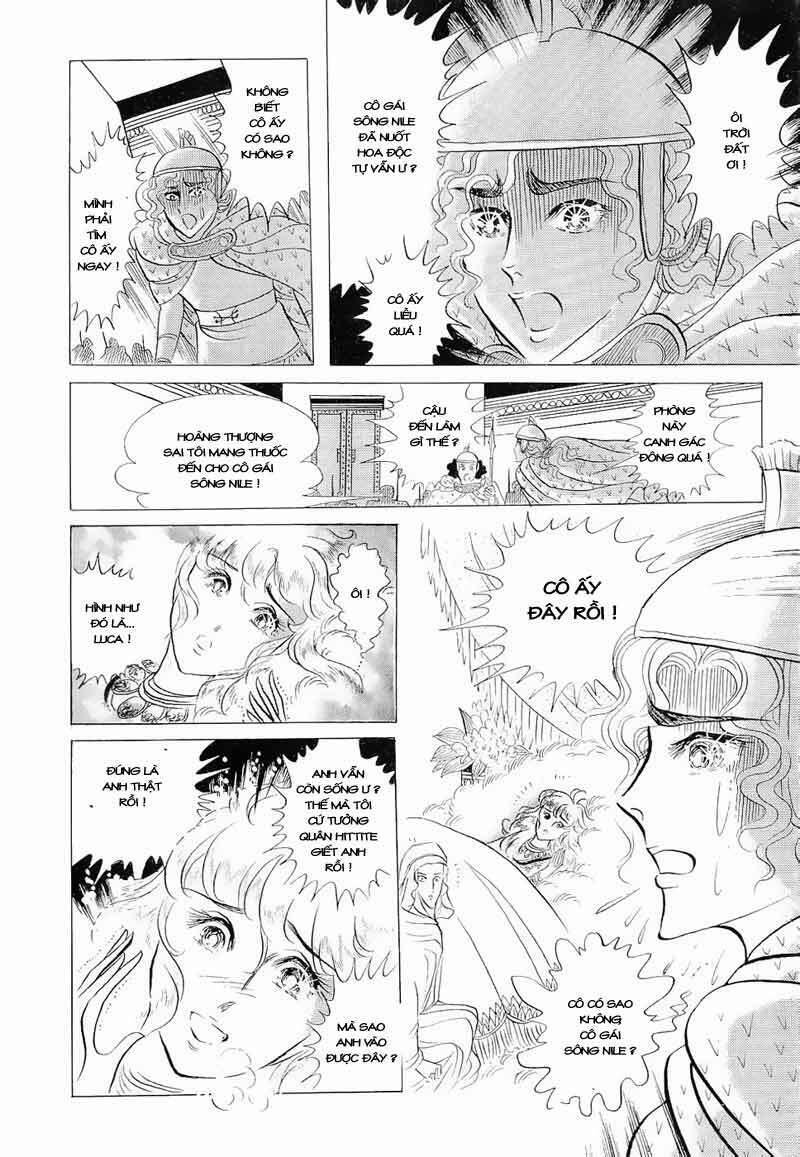 ÔI
TRỜI
ĐẤT
ƠI !
CÔ GÁI
SÔNG NILE
ĐÃ NUỐT
HOA ĐỘC
TỰ VẪN Ư ?
CÔ ẤY
LIỀU
QUÁ !
KHÔNG
BIẾT
CÔ ẤY
CÓ SAO
KHÔNG ?
MÌNH
PHẢI
TÌM
CÔ ẤY
NGAY !
PHÒNG
NÀY
CANH GÁC
ĐÔNG QUÁ !
CẬU
ĐẾN LÀM
GÌ THẾ ?
HOÀNG THƯỢNG
SAI TÔI MANG THUỐC
ĐẾN CHO CÔ GÁI
SÔNG NILE !
CÔ ẤY
ĐÂY RỒI !
CÔ CÓ SAO
KHÔNG,
CÔ GÁI
SÔNG NILE ?
ÔI !
HÌNH NHƯ
ĐÓ LÀ...
LUCA !
ANH VẪN
CÒN SỐNG Ư ?
THẾ MÀ TÔI
CỨ TƯỞNG
QUÂN HITTITE
GIẾT ANH
RỒI !
ĐÚNG LÀ
ANH THẬT
RỒI !
MÀ SAO
ANH VÀO
ĐƯỢC ĐÂY ?